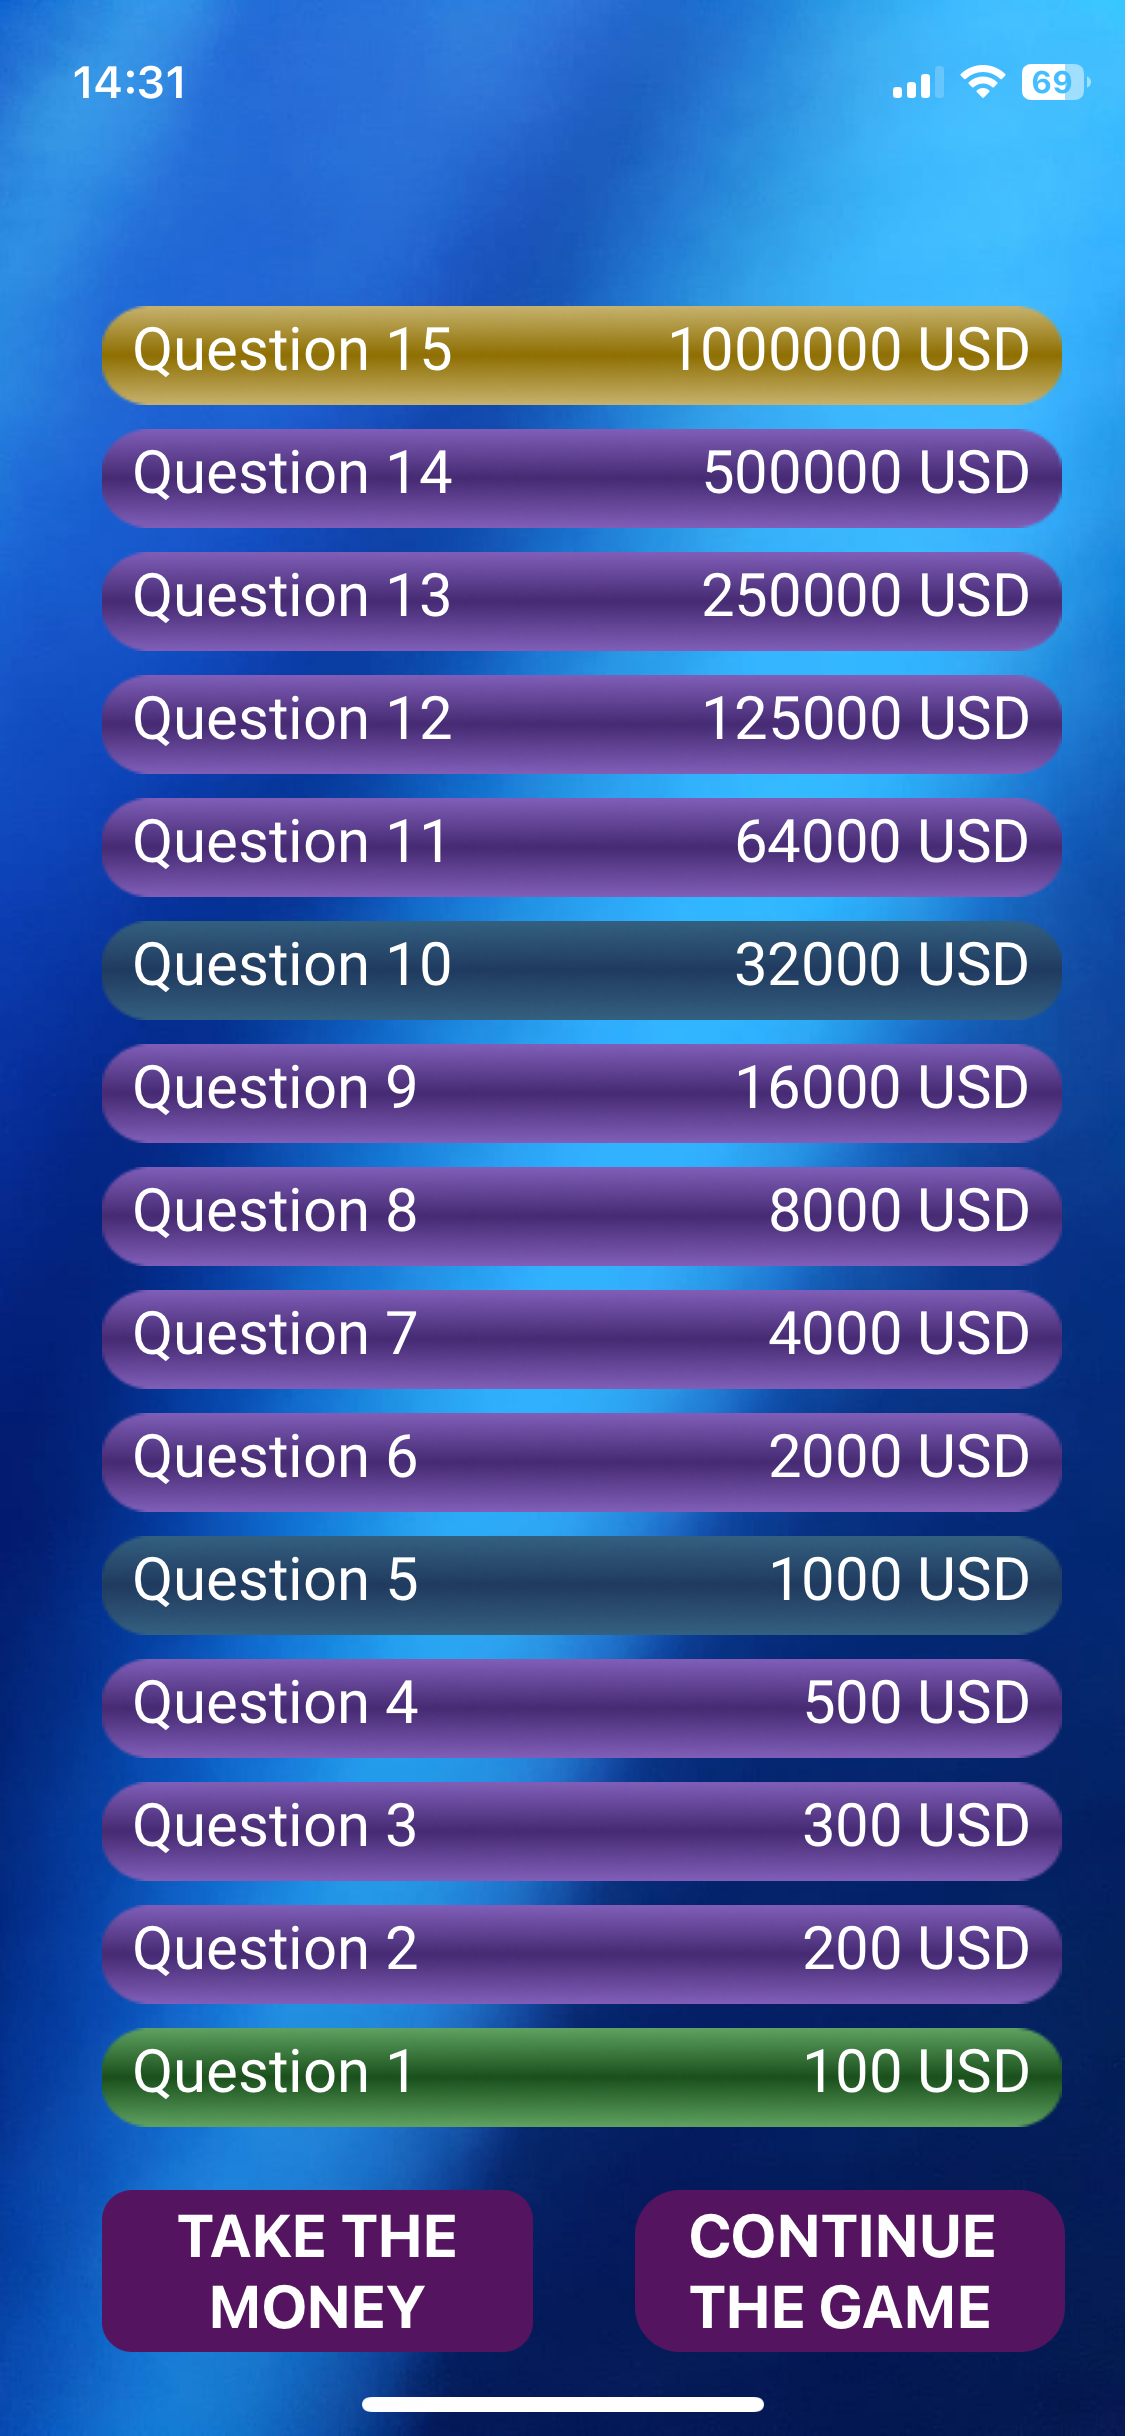 14:31 69
Question 15 1000000 USD
Question 14 500000 USD
Question 13 250000 USD
Question 12 125000 USD
Question 11 64000 USD
Question 10 32000 USD
Question 9 16000 USD
Question 8 8000 USD
Question 7 4000 USD
Question 6 2000 USD
Question 5 1000 USD
Question 4 500 USD
Question 3 300 USD
Question 2 200 USD
Question 1 100 USD
TAKE THE
MONEY
CONTINUE
THE GAME